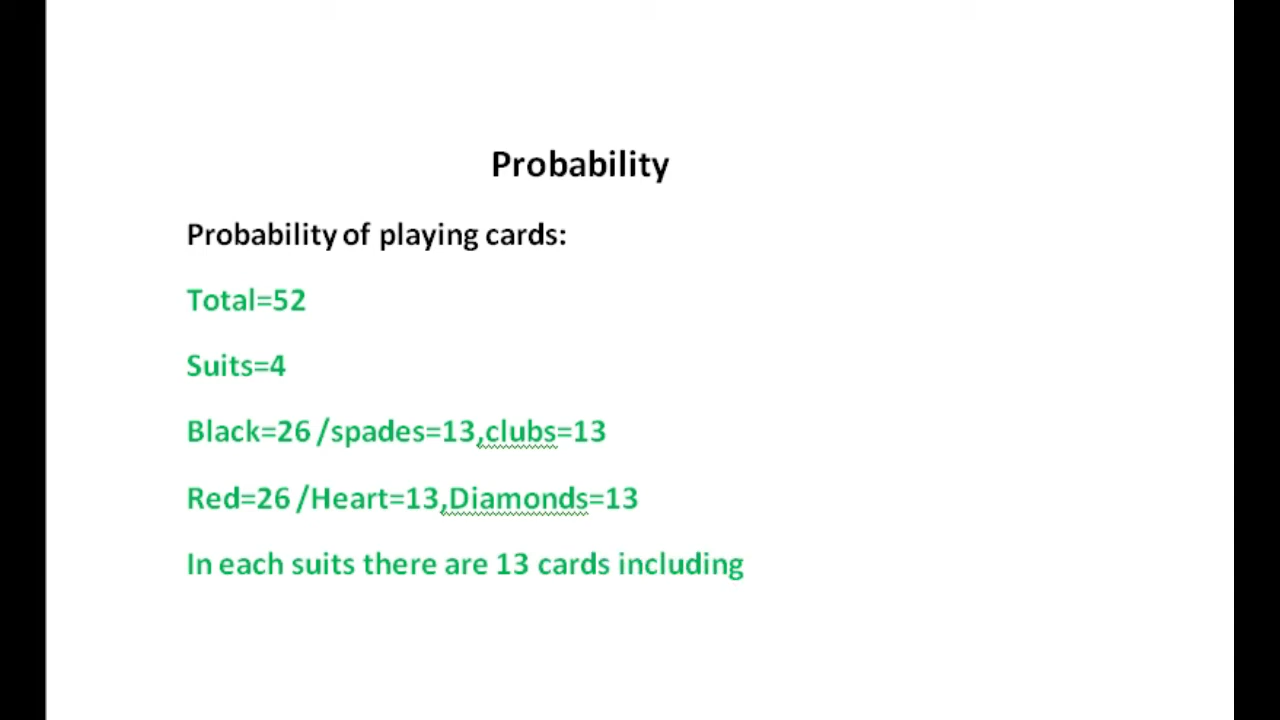 Probability
Probability of playing cards:
Total=52
Suits=4
Black=26 /spades=13,clubs=13
Red=26 /Heart=13,Diamonds=13
In each suits there are 13 cards including